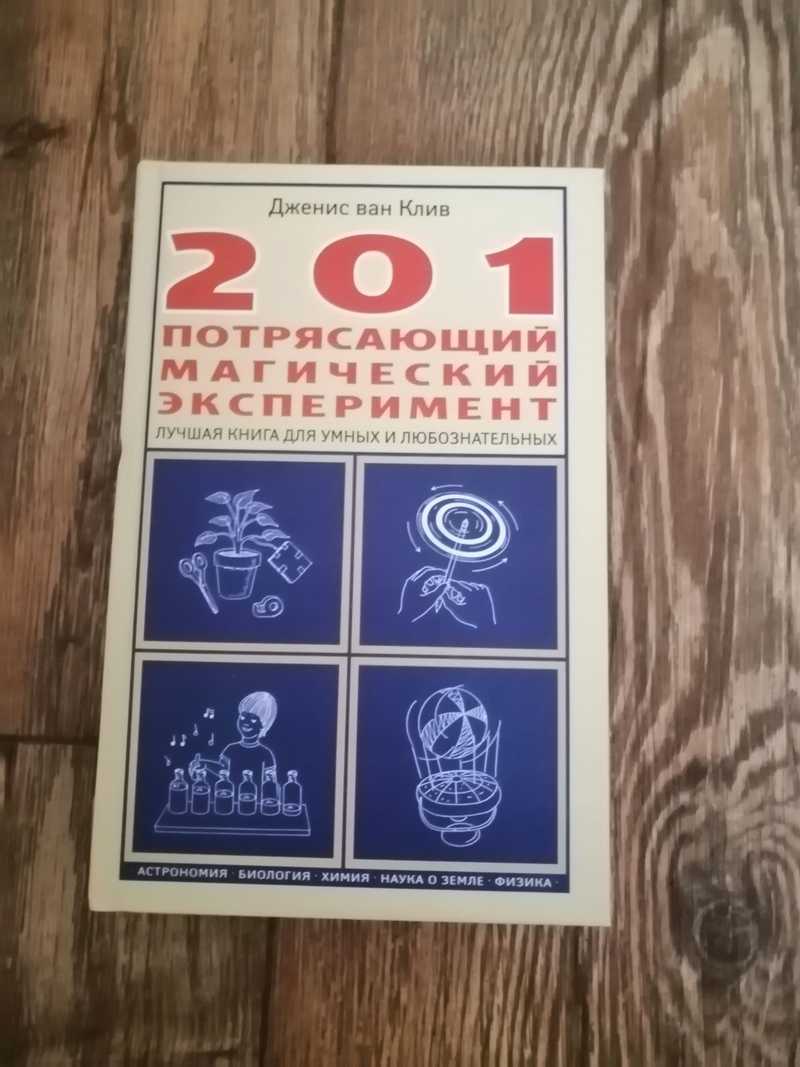 Дженис ван Клив
201
ПОТРЯСАЮЩИЙ
МАГИЧЕСКИЙ
ЭКСПЕРИМЕНТ
ЛУЧШАЯ КНИГА ДЛЯ УМНЫХ И ЛЮБОЗНАТЕЛЬНЫХ
АСТРОНОМИЯ · БИОЛОГИЯ · ХИМИЯ · НАУКА О ЗЕМЛЕ · ФИЗИКА ·